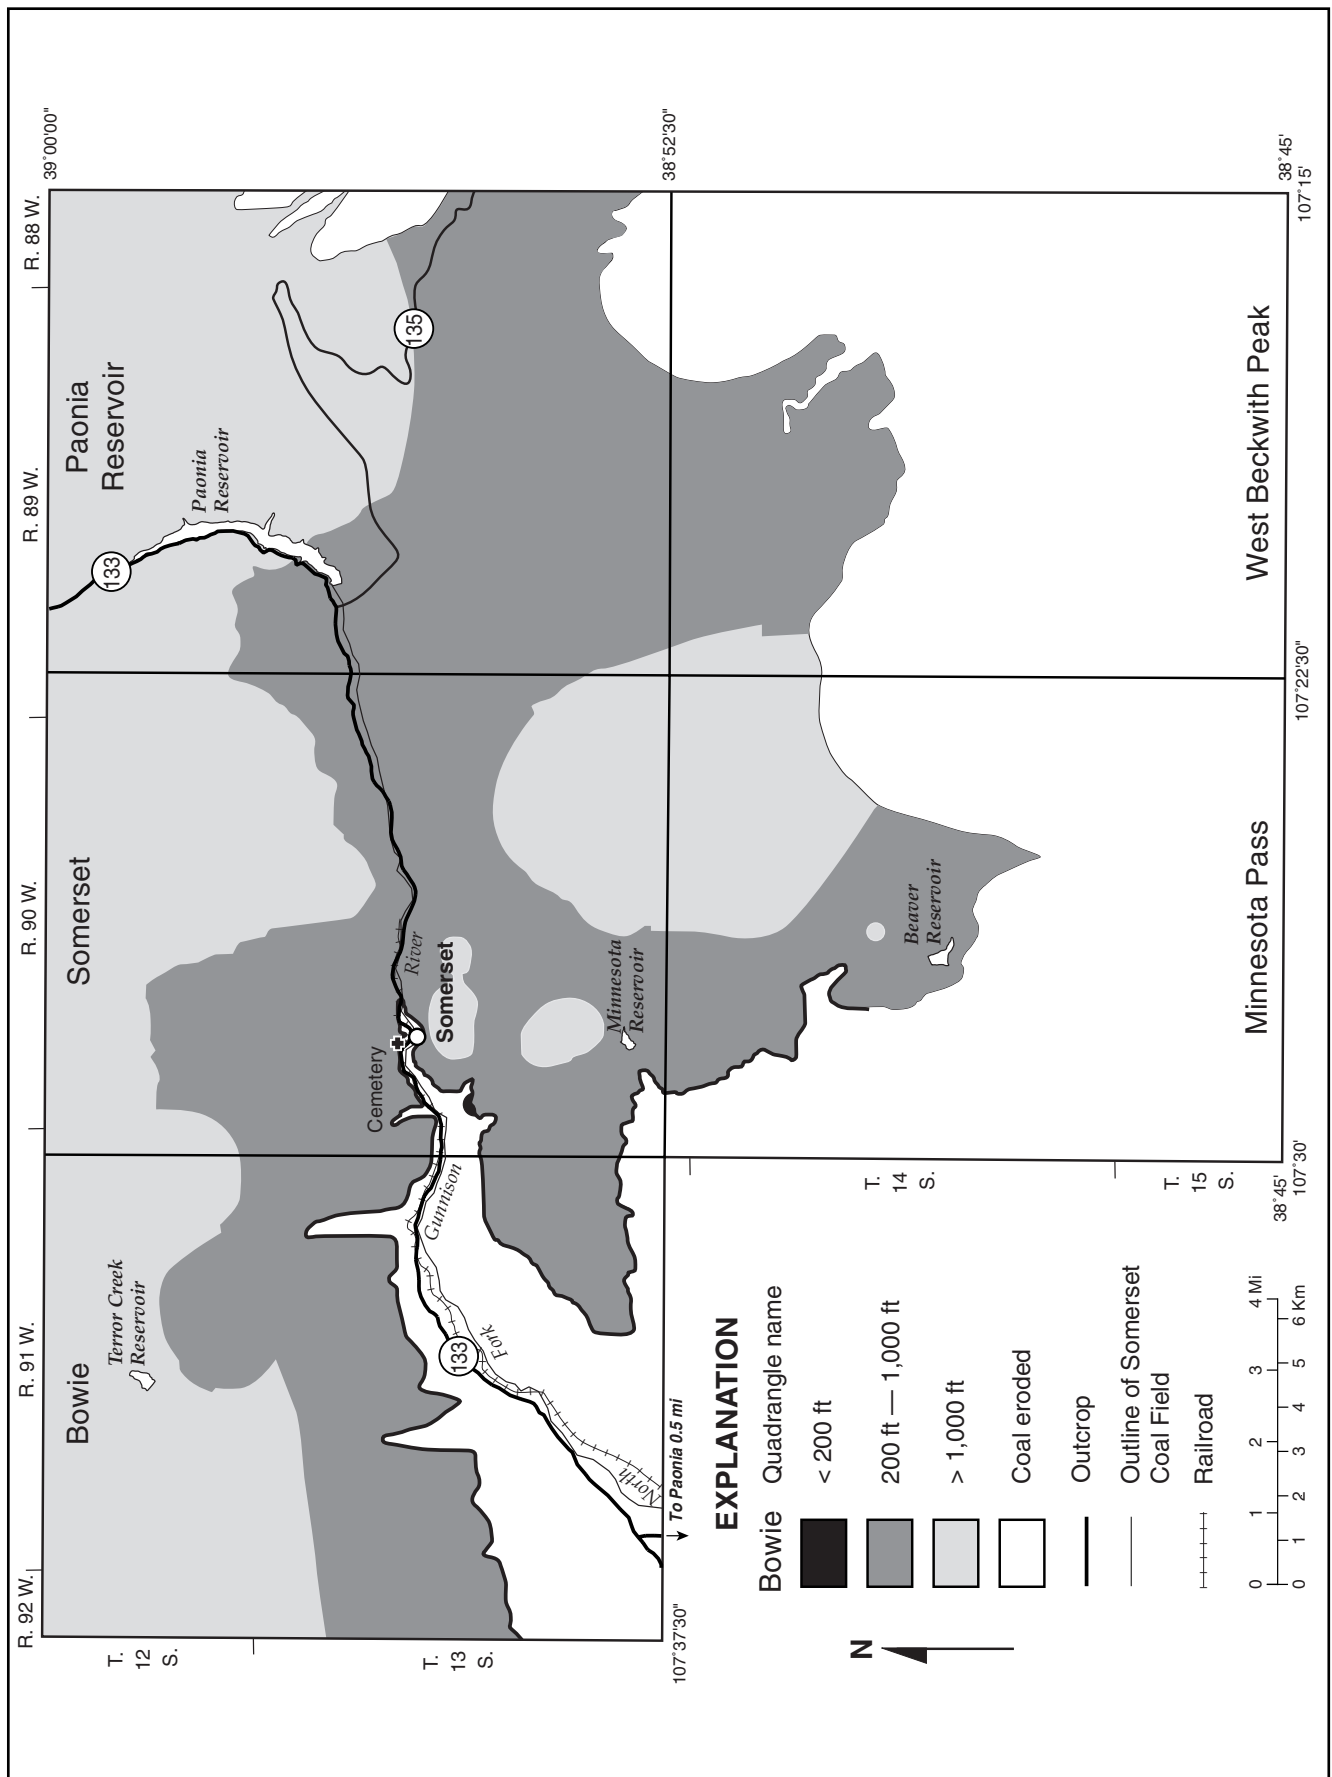 R. 92 W.
R. 91 W.
R. 90 W.
R. 89 W.
R. 88 W.
39°00'00"
T.
12
S.
Bowie
Somerset
Paonia
Reservoir
133
Terror Creek
Reservoir
Paonia
Reservoir
T.
13
S.
Cemetery
River
Somerset
135
Gunnison
133
Fork
North
Minnesota
Reservoir
107°37'30"
To Paonia 0.5 mi
38°52'30"
T.
14
S.
Beaver
Reservoir
T.
15
S.
Minnesota Pass
West Beckwith Peak
38°45'
107°30'
107°22'30"
38°45'
107°15'
N
EXPLANATION
Bowie Quadrangle name
< 200 ft
200 ft — 1,000 ft
> 1,000 ft
Coal eroded
Outcrop
Outline of Somerset
Coal Field
Railroad
0 1 2 3 4 Mi
0 1 2 3 4 5 6 Km